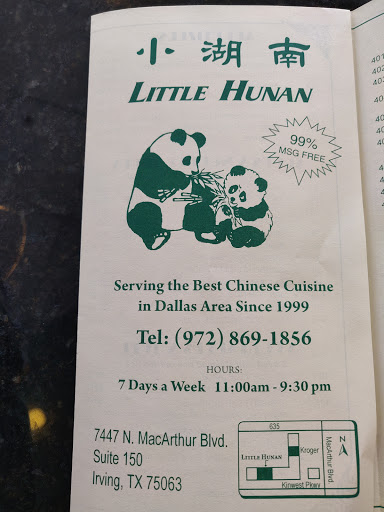 小湖南
LITTLE HUNAN
99%
MSG FREE
Serving the Best Chinese Cuisine
in Dallas Area Since 1999
Tel: (972) 869-1856
HOURS:
7 Days a Week 11:00am - 9:30 pm
7447 N. MacArthur Blvd.
Suite 150
Irving, TX 75063
635
LITTLE HUNAN
Kroger
MacArthur Blvd.
N
Kinwest Pkwy